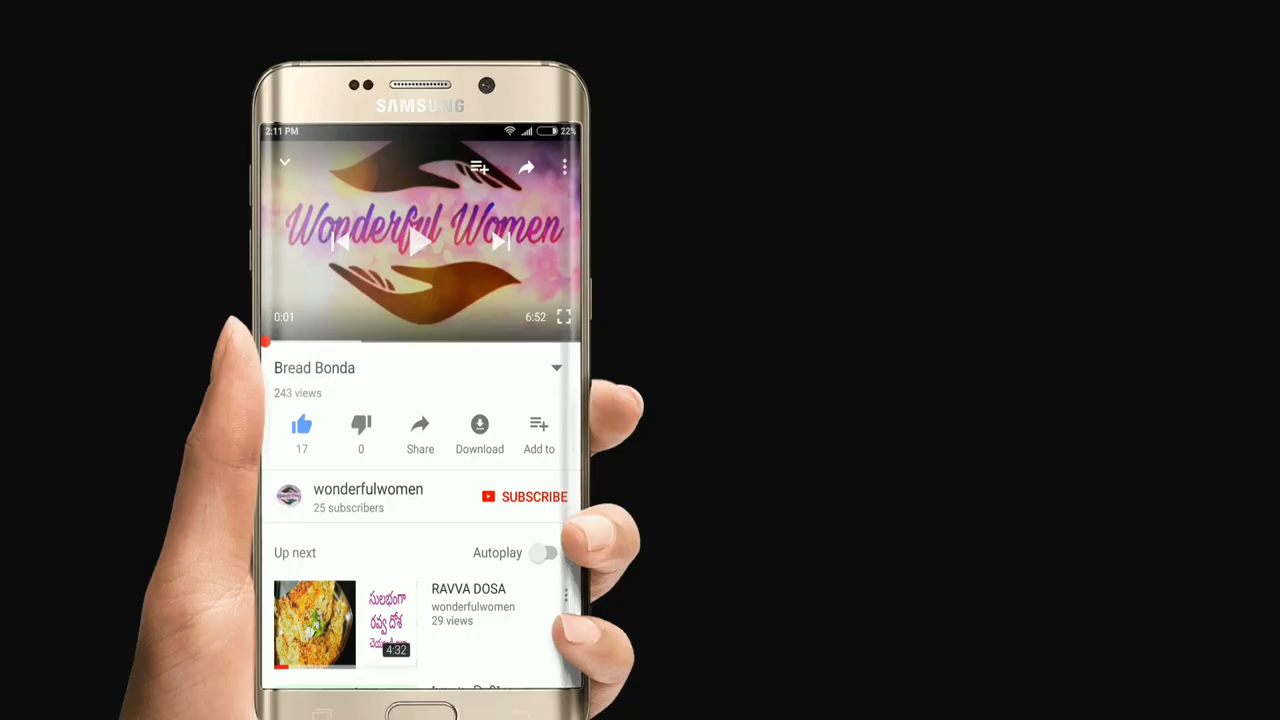 SAMSUNG
2:11 PM
22%
Wonderful Women
0:01
6:52
Bread Bonda
243 views
17
0
Share
Download
Add to
wonderfulwomen
25 subscribers
SUBSCRIBE
Up next
Autoplay
RAVVA DOSA
wonderfulwomen
29 views
సులభంగా
రవ్వ దోశ
4:32